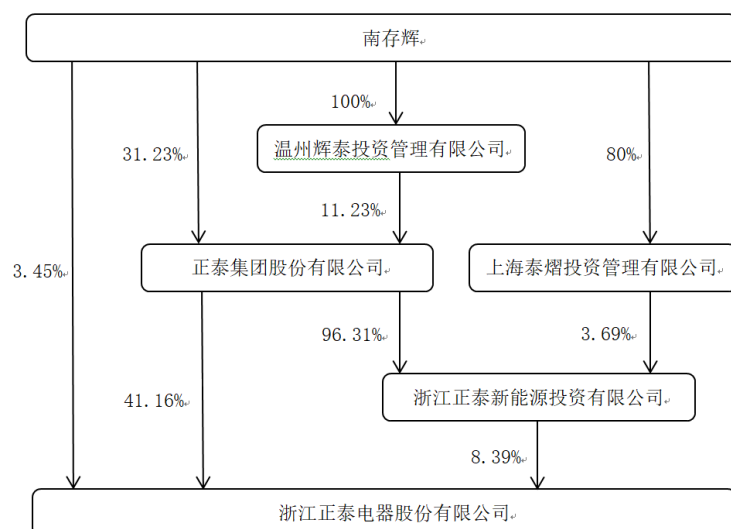 南存辉
100%
31.23%
温州辉泰投资管理有限公司
80%
11.23%
3.45%
正泰集团股份有限公司
上海泰熠投资管理有限公司
96.31%
3.69%
41.16%
浙江正泰新能源投资有限公司
8.39%
浙江正泰电器股份有限公司